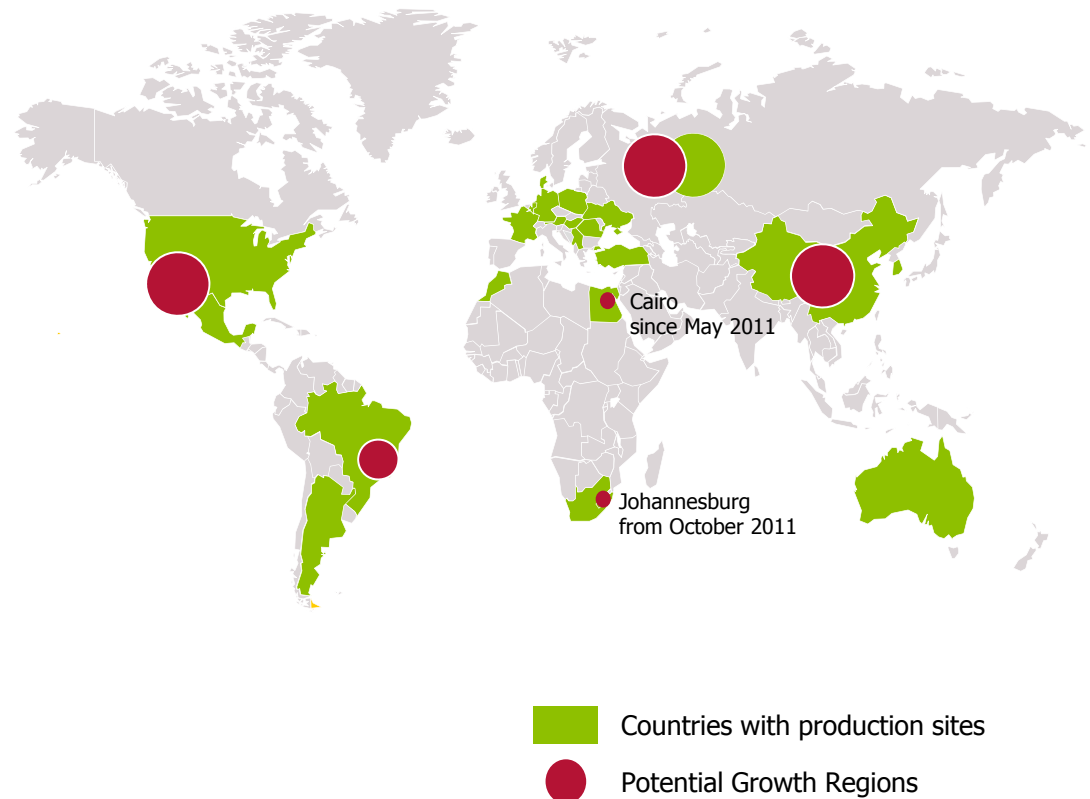 Cairo
since May 2011
Johannesburg
from October 2011
Countries with production sites
Potential Growth Regions